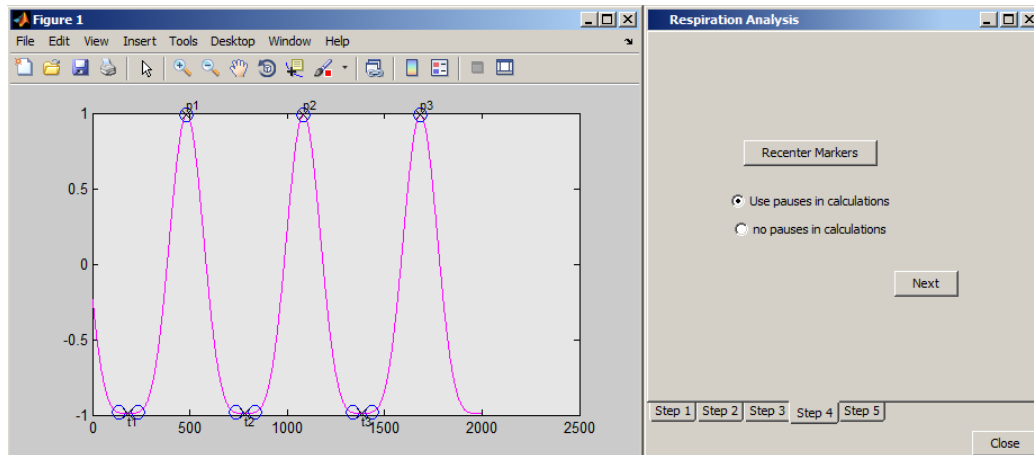 Figure 1
File Edit View Insert Tools Desktop Window Help
p1 p2 p3
1
0.5
0
-0.5
-1
t1 t2 t3
0 500 1000 1500 2000 2500
Respiration Analysis
Recenter Markers
Use pauses in calculations
no pauses in calculations
Next
Step 1 Step 2 Step 3 Step 4 Step 5
Close